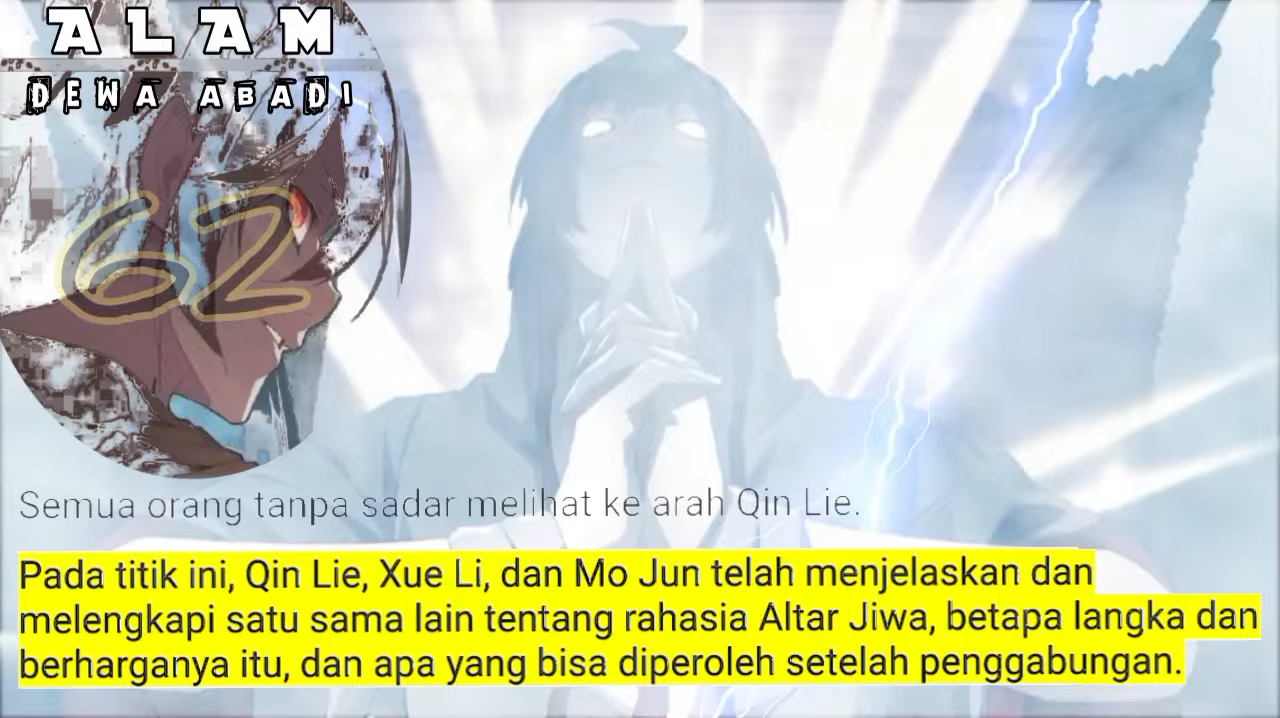 ALAM
DEWA ABADI
62
Semua orang tanpa sadar melihat ke arah Qin Lie.
Pada titik ini, Qin Lie, Xue Li, dan Mo Jun telah menjelaskan dan
melengkapi satu sama lain tentang rahasia Altar Jiwa, betapa langka dan
berharganya itu, dan apa yang bisa diperoleh setelah penggabungan.